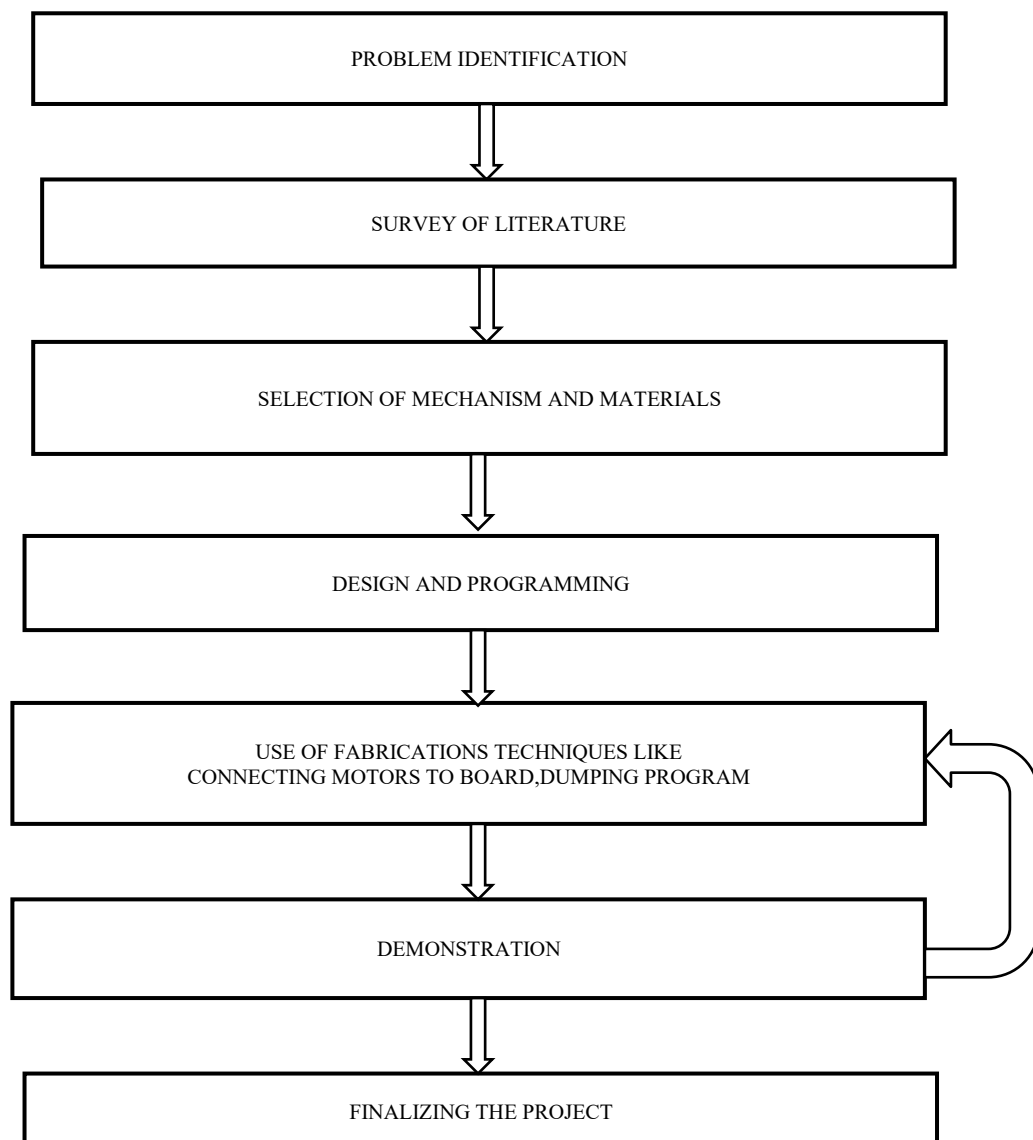 PROBLEM IDENTIFICATION
SURVEY OF LITERATURE
SELECTION OF MECHANISM AND MATERIALS
DESIGN AND PROGRAMMING
USE OF FABRICATIONS TECHNIQUES LIKE
CONNECTING MOTORS TO BOARD,DUMPING PROGRAM
DEMONSTRATION
FINALIZING THE PROJECT